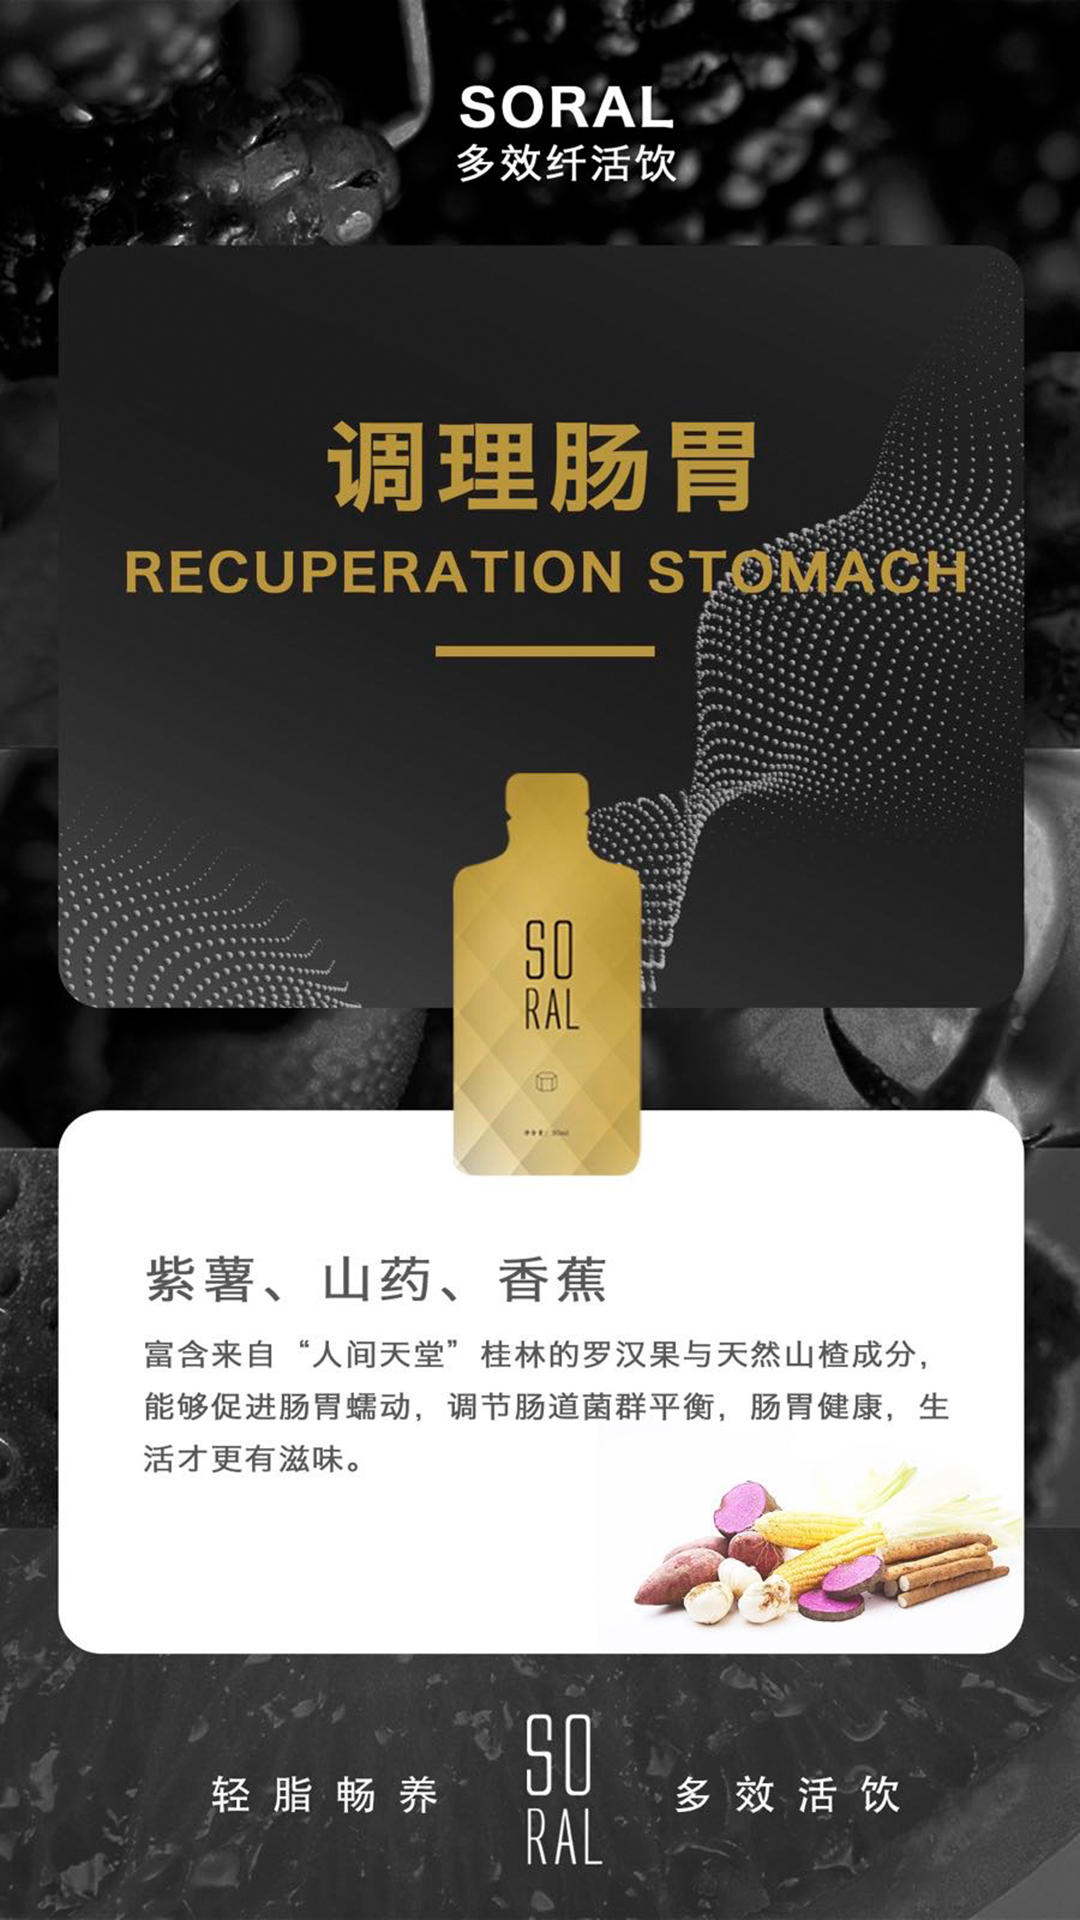 SORAL
多效纤活饮
调理肠胃
RECUPERATION STOMACH
SO
RAL
紫薯、山药、香蕉
富含来自“人间天堂”桂林的罗汉果与天然山楂成分，
能够促进肠胃蠕动，调节肠道菌群平衡，肠胃健康，生
活才更有滋味。
轻脂畅养
SO
RAL
多效活饮